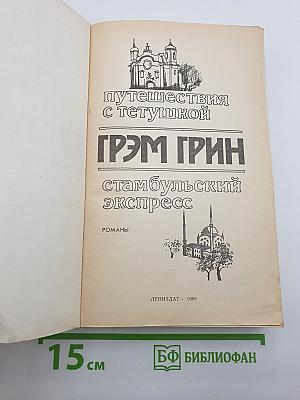 путешествия
с тетушкой
ГРЭМ ГРИН
стамбульский
экспресс
РОМАНЫ
ЛЕНИЗДАТ · 1989
15 см
БФ БИБЛИОФАН